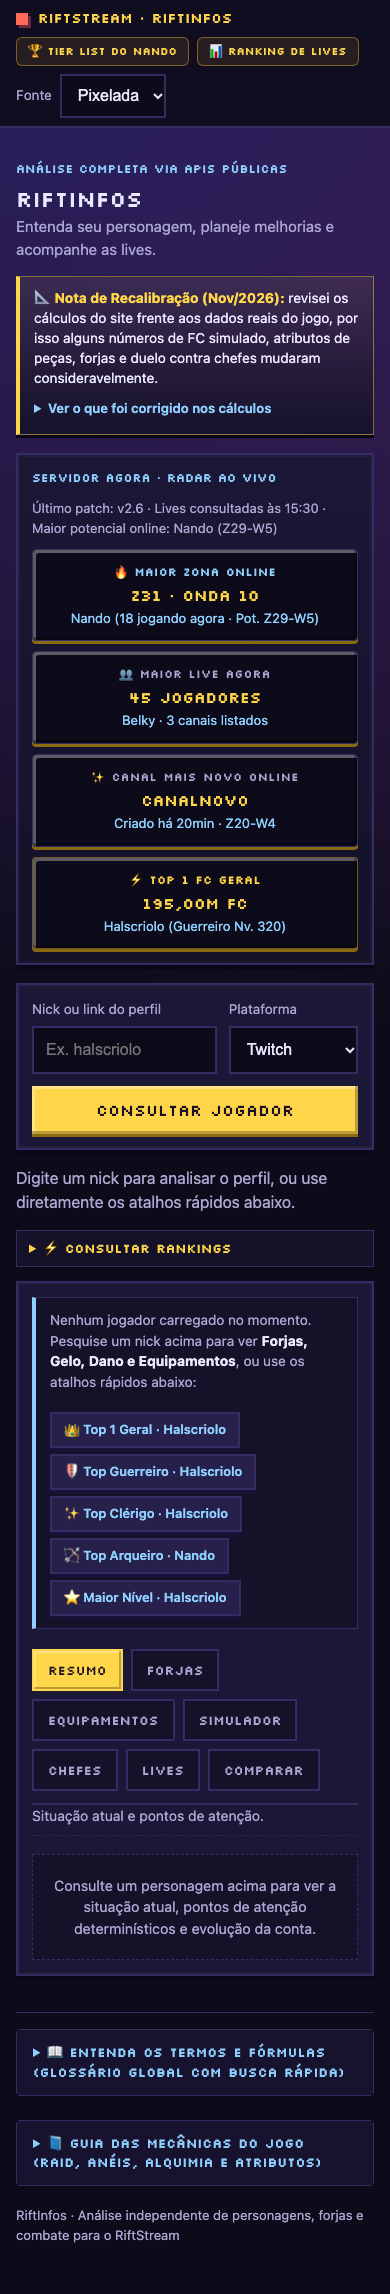 RIFTSTREAM · RIFTINFOS
🏆 TIER LIST DO NANDO
📊 RANKING DE LIVES
Fonte
Pixelada
ANÁLISE COMPLETA VIA APIS PÚBLICAS
RIFTINFOS
Entenda seu personagem, planeje melhorias e
acompanhe as lives.
📐 Nota de Recalibração (Nov/2026): revisei os
cálculos do site frente aos dados reais do jogo, por
isso alguns números de FC simulado, atributos de
peças, forjas e duelo contra chefes mudaram
consideravelmente.
▶ Ver o que foi corrigido nos cálculos
SERVIDOR AGORA · RADAR AO VIVO
Último patch: v2.6 · Lives consultadas às 15:30 ·
Maior potencial online: Nando (Z29-W5)
🔥 MAIOR ZONA ONLINE
Z31 · ONDA 10
Nando (18 jogando agora · Pot. Z29-W5)
👥 MAIOR LIVE AGORA
45 JOGADORES
Belky · 3 canais listados
✨ CANAL MAIS NOVO ONLINE
CANALNOVO
Criado há 20min · Z20-W4
⚡ TOP 1 FC GERAL
195,00M FC
Halscriolo (Guerreiro Nv. 320)
Nick ou link do perfil
Plataforma
Ex. halscriolo
Twitch
CONSULTAR JOGADOR
Digite um nick para analisar o perfil, ou use
diretamente os atalhos rápidos abaixo.
▶ ⚡ CONSULTAR RANKINGS
Nenhum jogador carregado no momento.
Pesquise um nick acima para ver Forjas,
Gelo, Dano e Equipamentos, ou use os
atalhos rápidos abaixo:
👑 Top 1 Geral · Halscriolo
🛡️ Top Guerreiro · Halscriolo
✨ Top Clérigo · Halscriolo
🏹 Top Arqueiro · Nando
⭐ Maior Nível · Halscriolo
RESUMO
FORJAS
EQUIPAMENTOS
SIMULADOR
CHEFES
LIVES
COMPARAR
Situação atual e pontos de atenção.
Consulte um personagem acima para ver a
situação atual, pontos de atenção
determinísticos e evolução da conta.
▶ 📖 ENTENDA OS TERMOS E FÓRMULAS
(GLOSSÁRIO GLOBAL COM BUSCA RÁPIDA)
▶ 📘 GUIA DAS MECÂNICAS DO JOGO
(RAID, ANÉIS, ALQUIMIA E ATRIBUTOS)
RiftInfos · Análise independente de personagens, forjas e
combate para o RiftStream